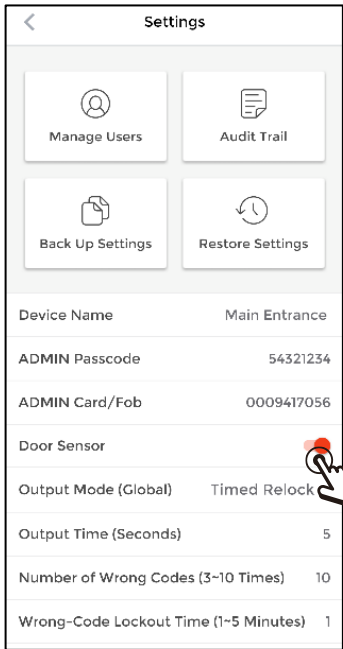 Settings
Manage Users
Audit Trail
Back Up Settings
Restore Settings
Device Name Main Entrance
ADMIN Passcode 54321234
ADMIN Card/Fob 0009417056
Door Sensor
Output Mode (Global) Timed Relock
Output Time (Seconds) 5
Number of Wrong Codes (3~10 Times) 10
Wrong-Code Lockout Time (1~5 Minutes) 1